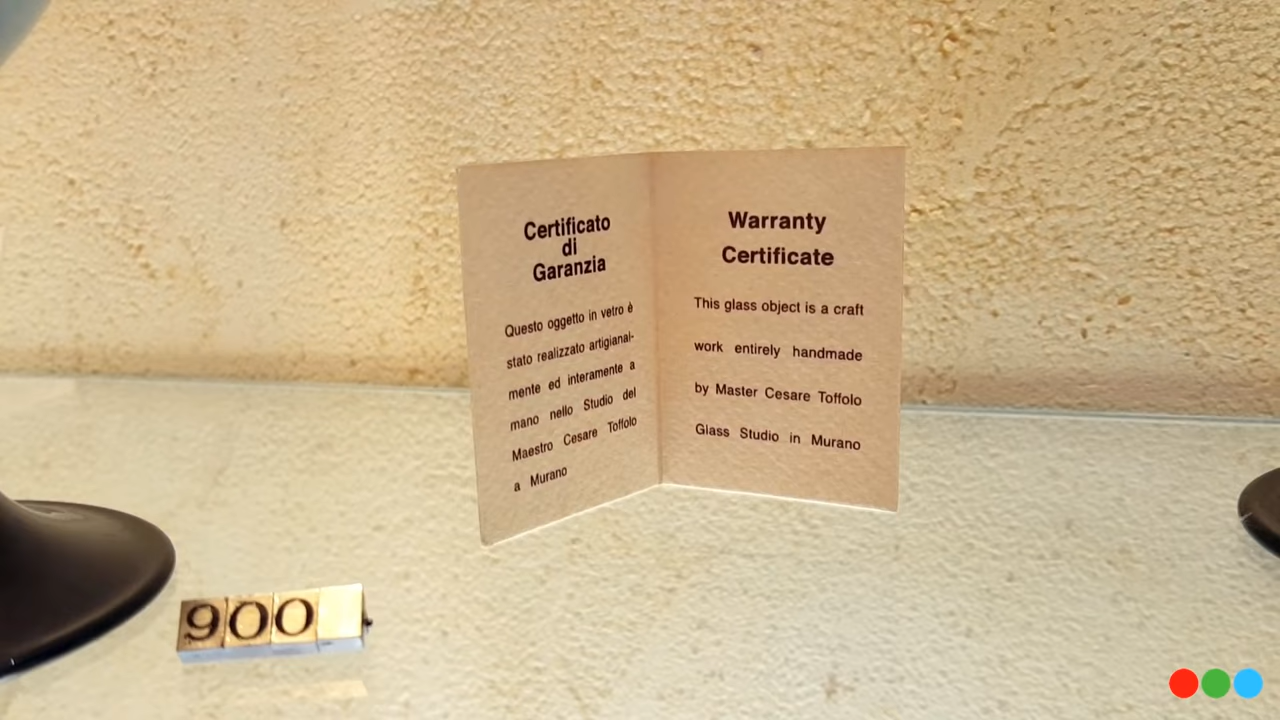 Certificato
di
Garanzia
Questo oggetto in vetro è
stato realizzato artigianal-
mente ed interamente a
mano nello Studio del
Maestro Cesare Toffolo
a Murano
Warranty
Certificate
This glass object is a craft
work entirely handmade
by Master Cesare Toffolo
Glass Studio in Murano
900